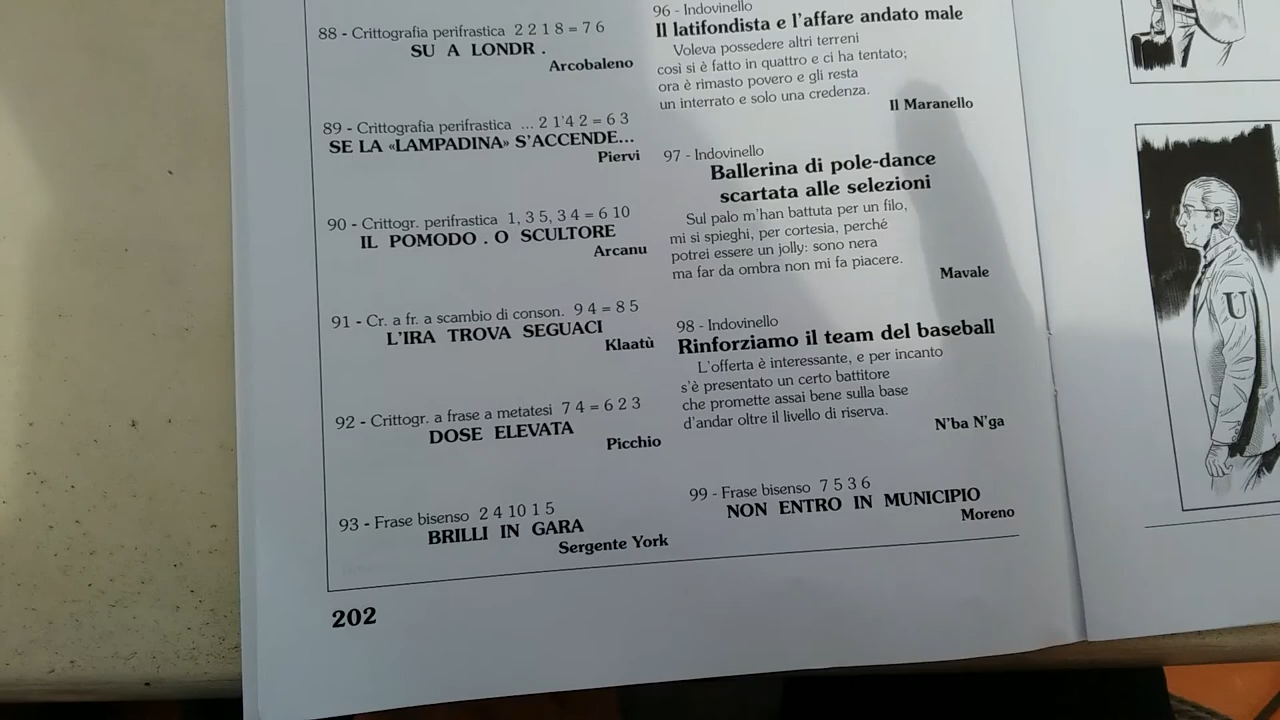 88 - Crittografia perifrastica 2 2 1 8 = 7 6
SU A LONDR .
Arcobaleno
89 - Crittografia perifrastica ... 2 1'4 2 = 6 3
SE LA «LAMPADINA» S'ACCENDE...
Piervi
90 - Crittogr. perifrastica 1, 3 5, 3 4 = 6 10
IL POMODO . O SCULTORE
Arcanu
91 - Cr. a fr. a scambio di conson. 9 4 = 8 5
L'IRA TROVA SEGUACI
Klaatù
92 - Crittogr. a frase a metatesi 7 4 = 6 2 3
DOSE ELEVATA
Picchio
93 - Frase bisenso 2 4 10 1 5
BRILLI IN GARA
Sergente York
202
96 - Indovinello
Il latifondista e l'affare andato male
Voleva possedere altri terreni
così si è fatto in quattro e ci ha tentato;
ora è rimasto povero e gli resta
un interrato e solo una credenza.
Il Maranello
97 - Indovinello
Ballerina di pole-dance
scartata alle selezioni
Sul palo m'han battuta per un filo,
mi si spieghi, per cortesia, perché
potrei essere un jolly: sono nera
ma far da ombra non mi fa piacere.
Mavale
98 - Indovinello
Rinforziamo il team del baseball
L'offerta è interessante, e per incanto
s'è presentato un certo battitore
che promette assai bene sulla base
d'andar oltre il livello di riserva.
N'ba N'ga
99 - Frase bisenso 7 5 3 6
NON ENTRO IN MUNICIPIO
Moreno
U